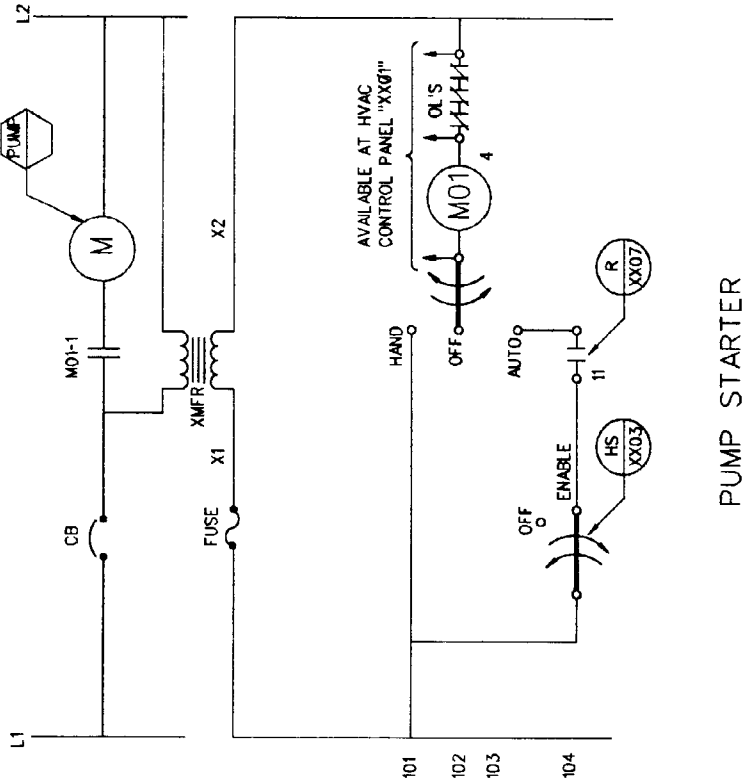 L1
L2
CB
M01-1
M
PUMP
XMFR
FUSE
X1
X2
AVAILABLE AT HVAC
CONTROL PANEL "XX01"
101
HAND
102
OFF
M01
4
OL'S
103
AUTO
104
OFF
ENABLE
11
HS
XX03
R
XX07
PUMP STARTER